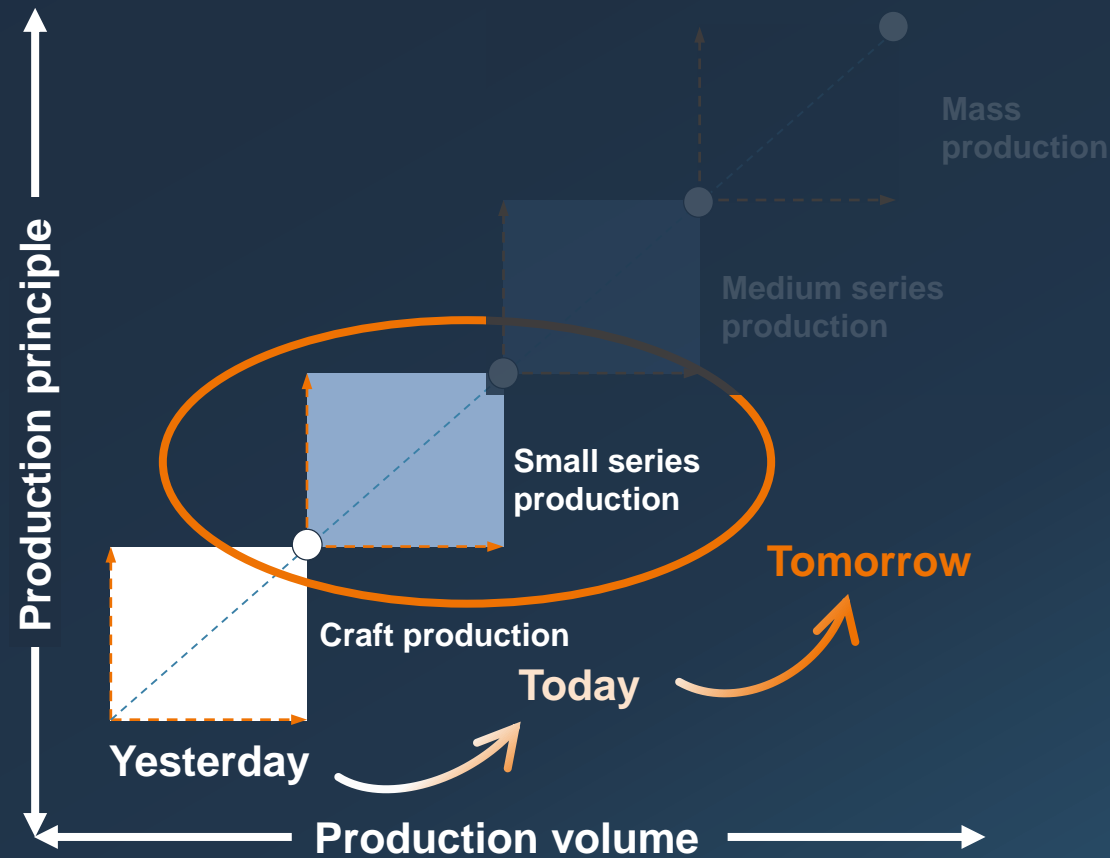 Mass
production
Production principle
Medium series
production
Small series
production
Tomorrow
Craft production
Today
Yesterday
Production volume